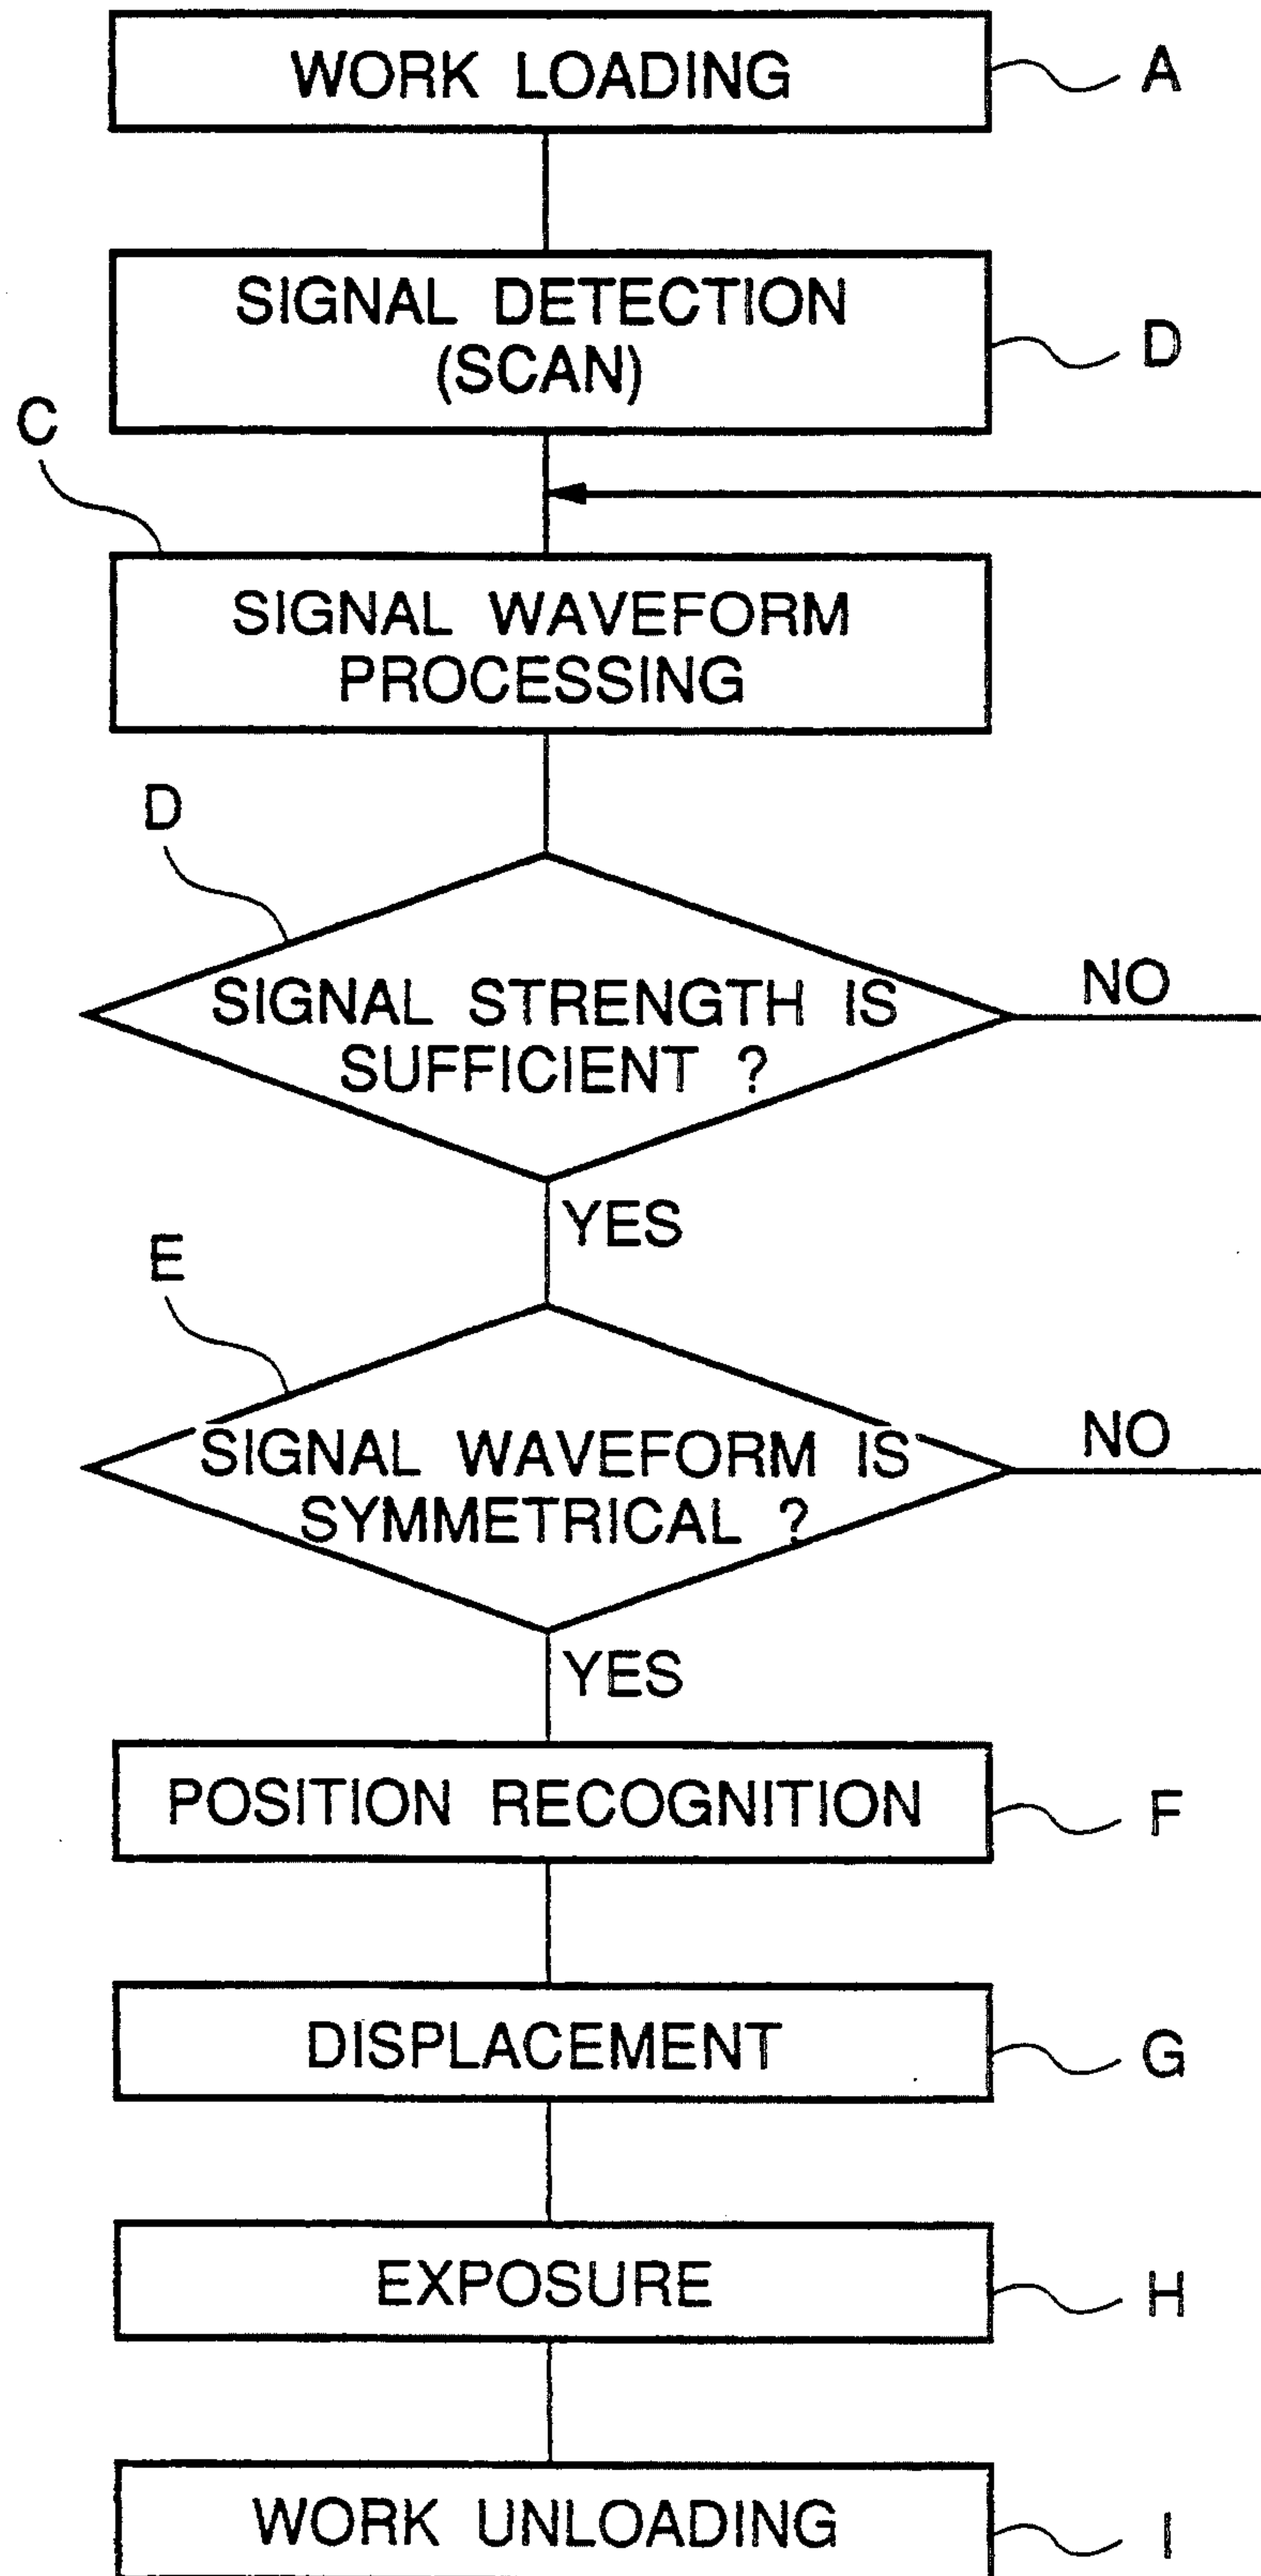 WORK LOADING
A
SIGNAL DETECTION
(SCAN)
D
C
SIGNAL WAVEFORM
PROCESSING
D
SIGNAL STRENGTH IS
SUFFICIENT ?
NO
YES
E
SIGNAL WAVEFORM IS
SYMMETRICAL ?
NO
YES
POSITION RECOGNITION
F
DISPLACEMENT
G
EXPOSURE
H
WORK UNLOADING
I